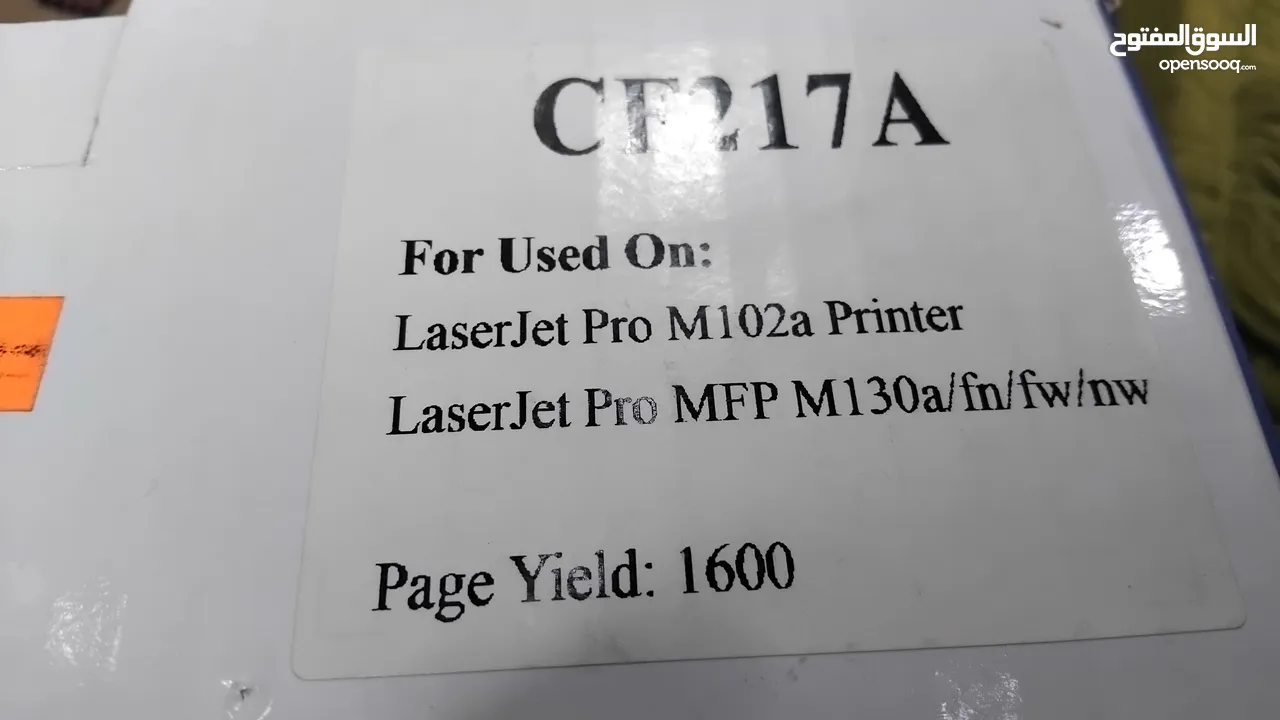 السوق المفتوح
opensooq.com
CF217A
For Used On:
LaserJet Pro M102a Printer
LaserJet Pro MFP M130a/fn/fw/nw
Page Yield: 1600